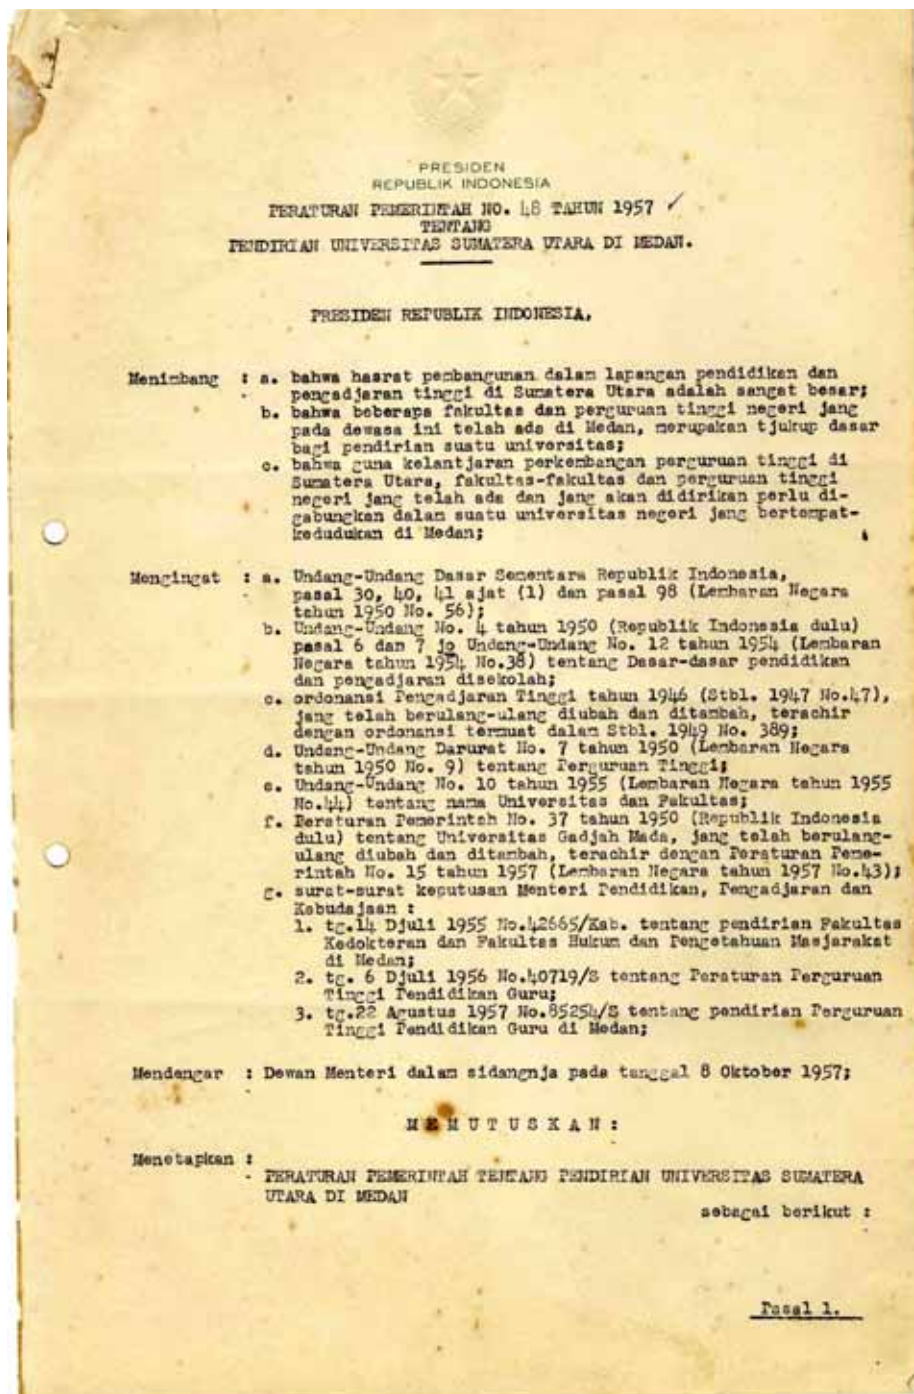 PRESIDEN
REPUBLIK INDONESIA
PERATURAN PEMERINTAH NO. 48 TAHUN 1957
TENTANG
PENDIRIAN UNIVERSITAS SUMATERA UTARA DI MEDAN.
PRESIDEN REPUBLIK INDONESIA,
Menimbang : a. bahwa hasrat pembangunan dalam lapangan pendidikan dan
pengadjaran tinggi di Sumatera Utara adalah sangat besar;
b. bahwa beberapa fakultas dan perguruan tinggi negeri jang
pada dewasa ini telah ada di Medan, merupakan tjukup dasar
bagi pendirian suatu universitas;
c. bahwa guna kelantjaran perkembangan perguruan tinggi di
Sumatera Utara, fakultas-fakultas dan perguruan tinggi
negeri jang telah ada dan jang akan didirikan perlu di-
gabungkan dalam suatu universitas negeri jang bertempat-
kedudukan di Medan;
Mengingat : a. Undang-Undang Dasar Sementara Republik Indonesia,
pasal 30, 40, 41 ajat (1) dan pasal 98 (Lembaran Negara
tahun 1950 No. 56);
b. Undang-Undang No. 4 tahun 1950 (Republik Indonesia dulu)
pasal 6 dan 7 jo Undang-Undang No. 12 tahun 1954 (Lembaran
Negara tahun 1954 No.38) tentang Dasar-dasar pendidikan
dan pengadjaran disekolah;
c. ordonansi Pengadjaran Tinggi tahun 1946 (Stbl. 1947 No.47),
jang telah berulang-ulang diubah dan ditambah, terachir
dengan ordonansi termuat dalam Stbl. 1949 No. 389;
d. Undang-Undang Darurat No. 7 tahun 1950 (Lembaran Negara
tahun 1950 No. 9) tentang Perguruan Tinggi;
e. Undang-Undang No. 10 tahun 1955 (Lembaran Negara tahun 1955
No.44) tentang nama Universitas dan Fakultas;
f. Peraturan Pemerintah No. 37 tahun 1950 (Republik Indonesia
dulu) tentang Universitas Gadjah Mada, jang telah berulang-
ulang diubah dan ditambah, terachir dengan Peraturan Peme-
rintah No. 15 tahun 1957 (Lembaran Negara tahun 1957 No.43);
g. surat-surat keputusan Menteri Pendidikan, Pengadjaran dan
Kebudajaan :
1. tg.14 Djuli 1955 No.42665/Kab. tentang pendirian Fakultas
Kedokteran dan Fakultas Hukum dan Pengetahuan Masjarakat
di Medan;
2. tg. 6 Djuli 1956 No.40719/S tentang Peraturan Perguruan
Tinggi Pendidikan Guru;
3. tg.22 Agustus 1957 No.85254/S tentang pendirian Perguruan
Tinggi Pendidikan Guru di Medan;
Mendengar : Dewan Menteri dalam sidangnja pada tanggal 8 Oktober 1957;
M E M U T U S K A N :
Menetapkan :
PERATURAN PEMERINTAH TENTANG PENDIRIAN UNIVERSITAS SUMATERA
UTARA DI MEDAN
sebagai berikut :
Pasal 1.